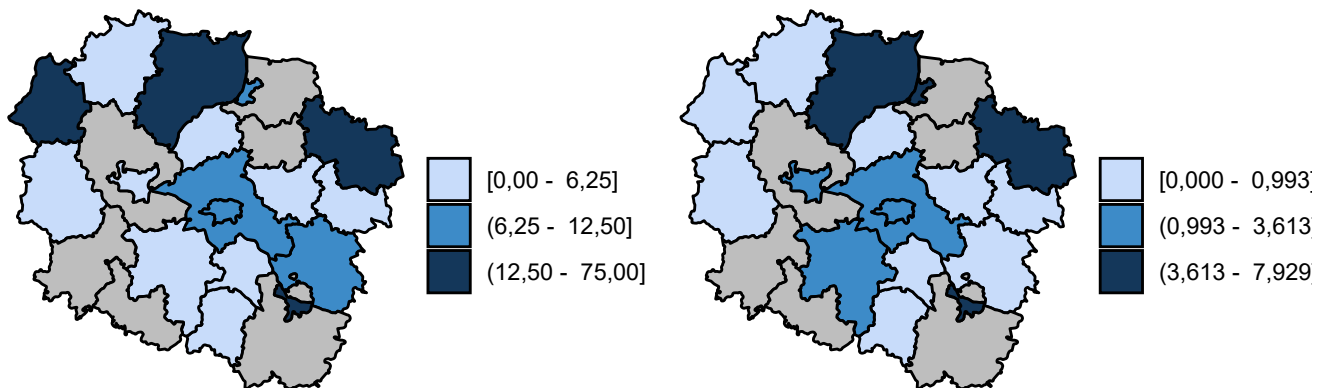 [0,00 - 6,25]
(6,25 - 12,50]
(12,50 - 75,00]
[0,000 - 0,993]
(0,993 - 3,613]
(3,613 - 7,929]